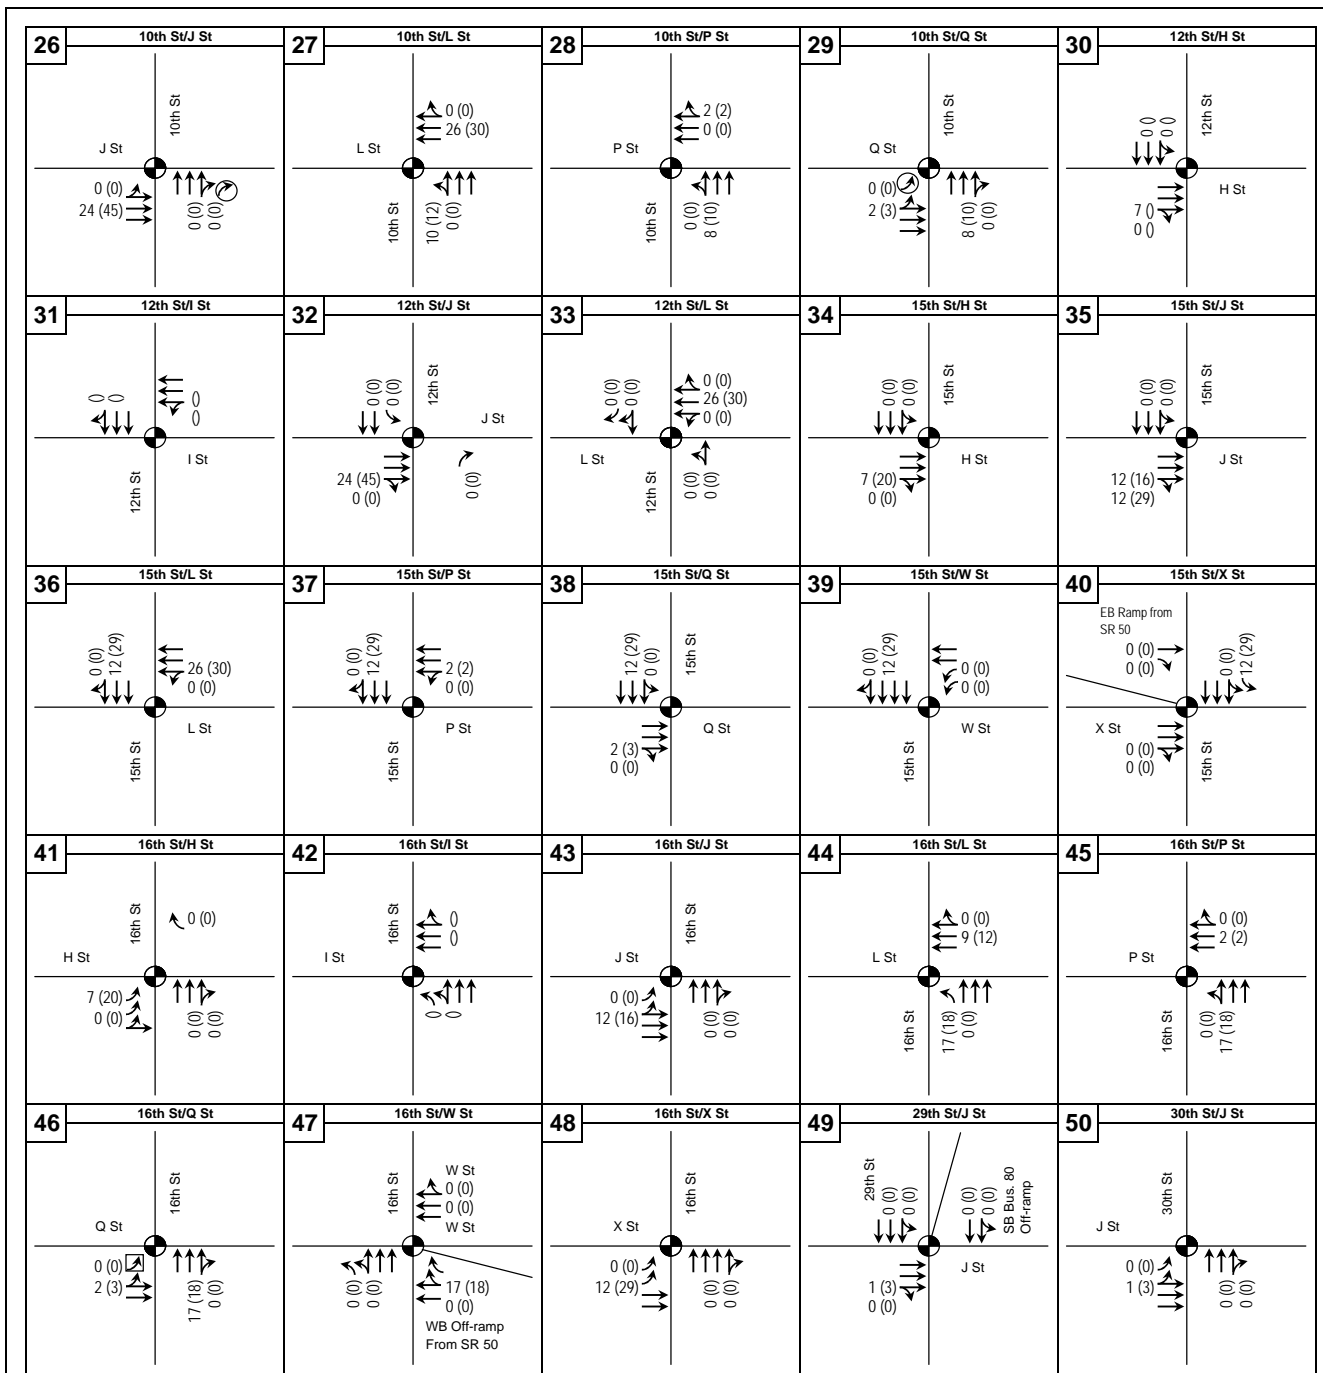 26
10th St/J St
10th St
J St
0 (0)
24 (45)
0 (0)
0 (0)
27
10th St/L St
0 (0)
26 (30)
L St
10th St
10 (12)
0 (0)
28
10th St/P St
2 (2)
0 (0)
P St
10th St
0 (0)
8 (10)
29
10th St/Q St
10th St
Q St
0 (0)
2 (3)
8 (10)
0 (0)
30
12th St/H St
12th St
0 ()
0 ()
H St
7 ()
0 ()
31
12th St/I St
()
()
()
()
I St
12th St
32
12th St/J St
0 (0)
0 (0)
12th St
J St
24 (45)
0 (0)
0 (0)
33
12th St/L St
0 (0)
0 (0)
0 (0)
26 (30)
0 (0)
L St
12th St
0 (0)
0 (0)
34
15th St/H St
0 (0)
0 (0)
15th St
H St
7 (20)
0 (0)
35
15th St/J St
0 (0)
0 (0)
15th St
J St
12 (16)
12 (29)
36
15th St/L St
0 (0)
12 (29)
26 (30)
0 (0)
L St
15th St
37
15th St/P St
0 (0)
12 (29)
2 (2)
0 (0)
P St
15th St
38
15th St/Q St
12 (29)
0 (0)
15th St
Q St
2 (3)
0 (0)
39
15th St/W St
0 (0)
12 (29)
0 (0)
0 (0)
W St
15th St
40
15th St/X St
EB Ramp from
SR 50
0 (0)
0 (0)
0 (0)
12 (29)
X St
0 (0)
0 (0)
15th St
41
16th St/H St
16th St
0 (0)
H St
7 (20)
0 (0)
0 (0)
0 (0)
42
16th St/I St
16th St
()
()
I St
()
()
43
16th St/J St
16th St
J St
0 (0)
12 (16)
0 (0)
0 (0)
44
16th St/L St
0 (0)
9 (12)
L St
16th St
17 (18)
0 (0)
45
16th St/P St
0 (0)
2 (2)
P St
16th St
0 (0)
17 (18)
46
16th St/Q St
16th St
Q St
0 (0)
2 (3)
17 (18)
0 (0)
47
16th St/W St
16th St
W St
0 (0)
0 (0)
W St
0 (0)
0 (0)
17 (18)
0 (0)
WB Off-ramp
From SR 50
48
16th St/X St
16th St
X St
0 (0)
12 (29)
0 (0)
0 (0)
49
29th St/J St
29th St
0 (0)
0 (0)
0 (0)
0 (0)
SB Bus. 80
Off-ramp
J St
1 (3)
0 (0)
50
30th St/J St
30th St
J St
0 (0)
1 (3)
0 (0)
0 (0)